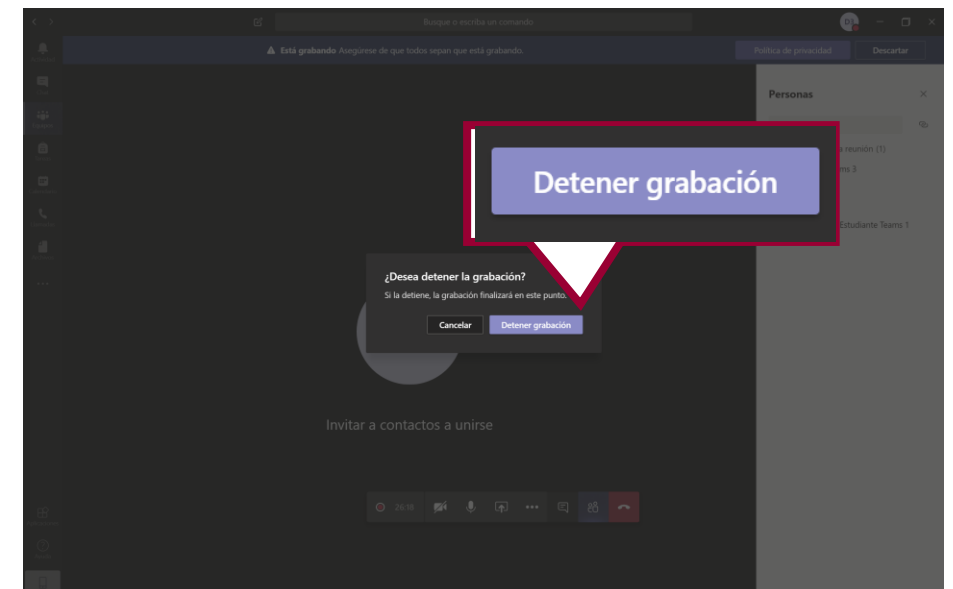 Busque o escriba un comando
DS
Está grabando Asegúrese de que todos sepan que está grabando.
Política de privacidad
Descartar
Personas
a reunión (1)
ms 3
Estudiante Teams 1
Detener grabación
¿Desea detener la grabación?
Si la detiene, la grabación finalizará en este punto.
Cancelar
Detener grabación
Invitar a contactos a unirse
26:18